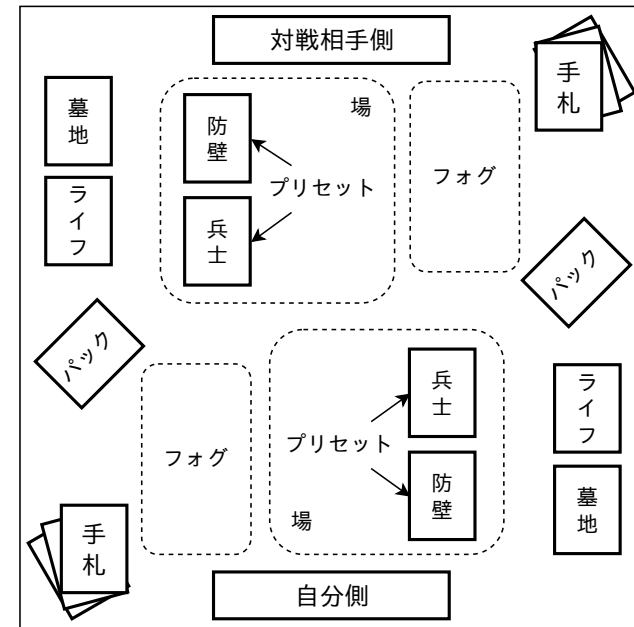 対戦相手側
墓地
防壁
場
手札
プリセット
フォグ
ライフ
兵士
パック
パック
兵士
ライフ
プリセット
フォグ
防壁
墓地
場
手札
自分側